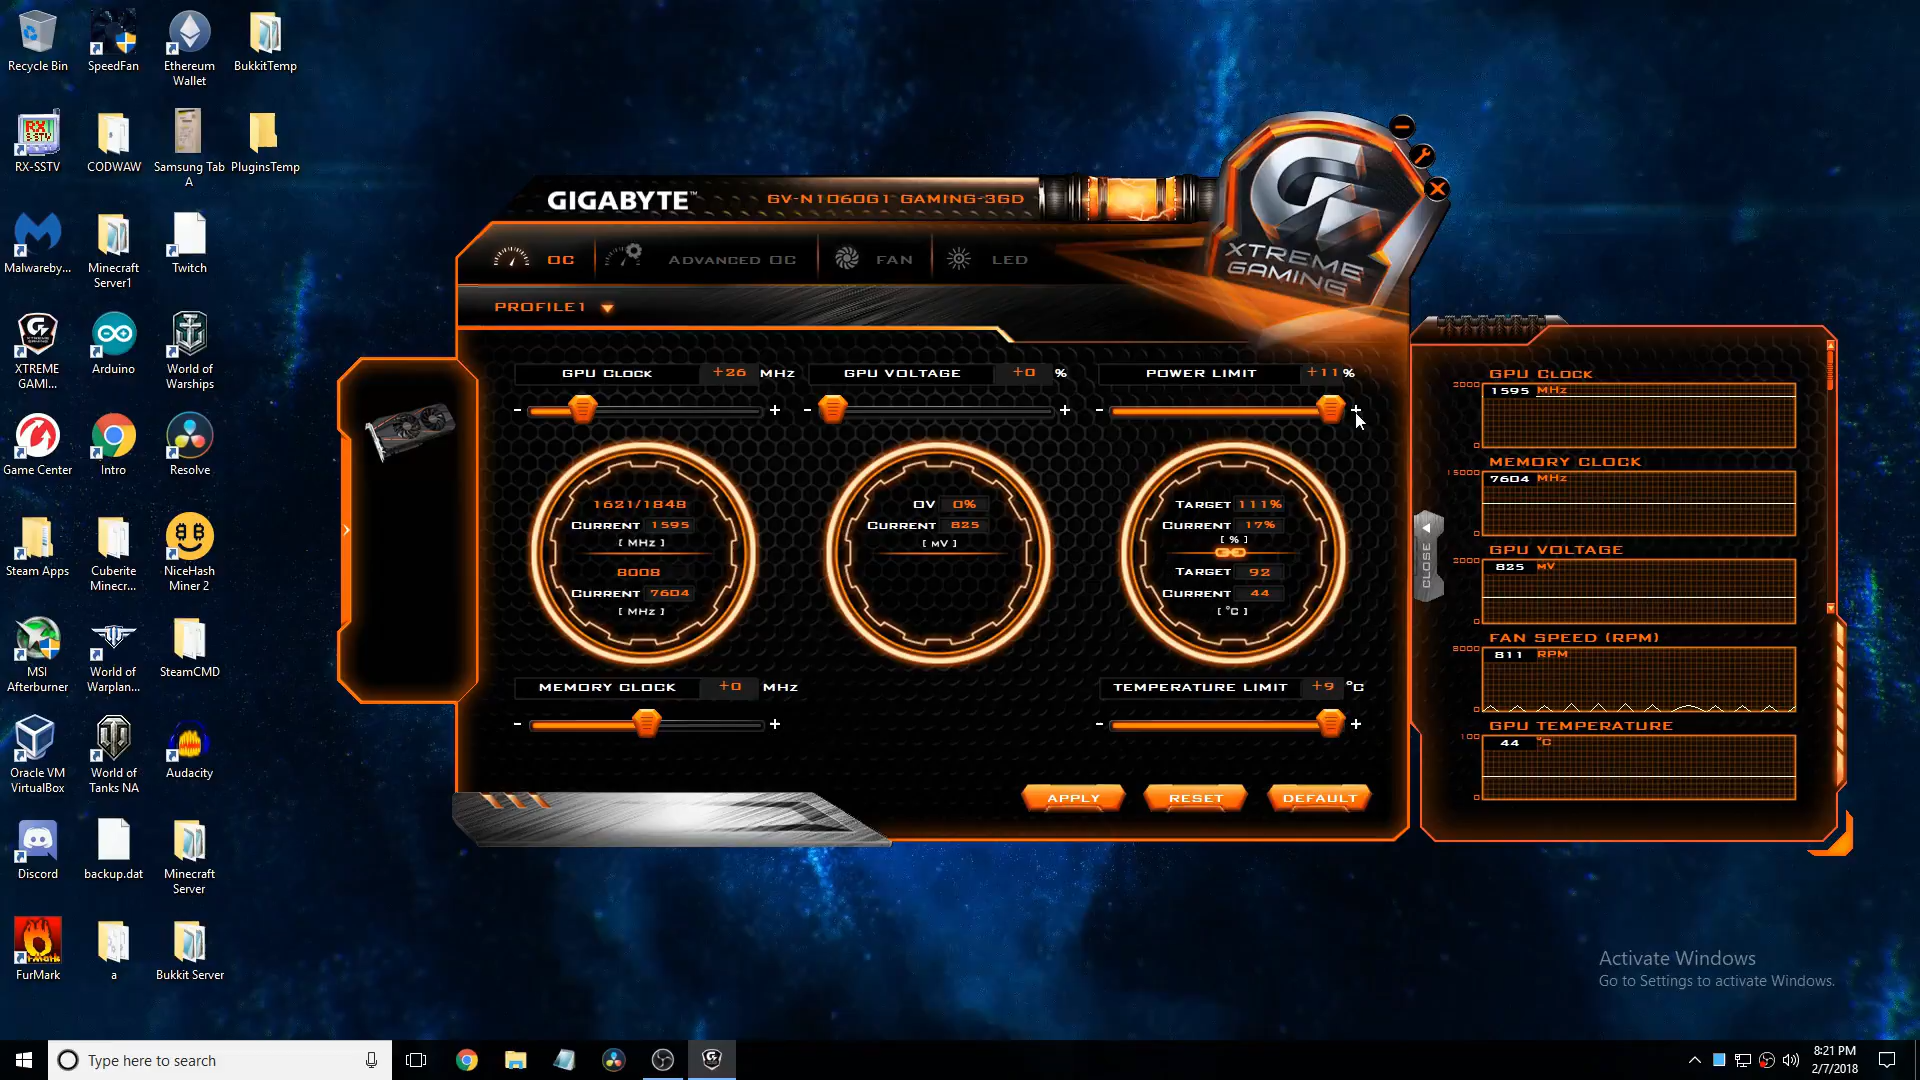 Recycle Bin
SpeedFan
Ethereum
Wallet
BukkitTemp
RX-SSTV
CODWAW
Samsung Tab
A
PluginsTemp
Malwareby...
Minecraft
Server1
Twitch
XTREME
GAMI...
Arduino
World of
Warships
Game Center
Intro
Resolve
Steam Apps
Cuberite
Minecr...
NiceHash
Miner 2
MSI
Afterburner
World of
Warplan...
SteamCMD
Oracle VM
VirtualBox
World of
Tanks NA
Audacity
Discord
backup.dat
Minecraft
Server
FurMark
a
Bukkit Server
GIGABYTE™
GV-N1060G1 GAMING-3GD
XTREME
GAMING
OC
ADVANCED OC
FAN
LED
PROFILE1
GPU CLOCK +26 MHZ
GPU VOLTAGE +0 %
POWER LIMIT +11 %
- +
- +
- +
1621/1848
CURRENT 1595
[ MHZ ]
8008
CURRENT 7604
[ MHZ ]
OV 0%
CURRENT 825
[ MV ]
TARGET 111%
CURRENT 17%
[ % ]
TARGET 92
CURRENT 44
[ °C ]
MEMORY CLOCK +0 MHZ
- +
TEMPERATURE LIMIT +9 °C
- +
APPLY
RESET
DEFAULT
CLOSE
GPU CLOCK
2000
1595 MHZ
0
MEMORY CLOCK
15000
7604 MHZ
0
GPU VOLTAGE
2000
825 MV
0
FAN SPEED (RPM)
8000
811 RPM
0
GPU TEMPERATURE
100
44 °C
0
Activate Windows
Go to Settings to activate Windows.
Type here to search
8:21 PM
2/7/2018